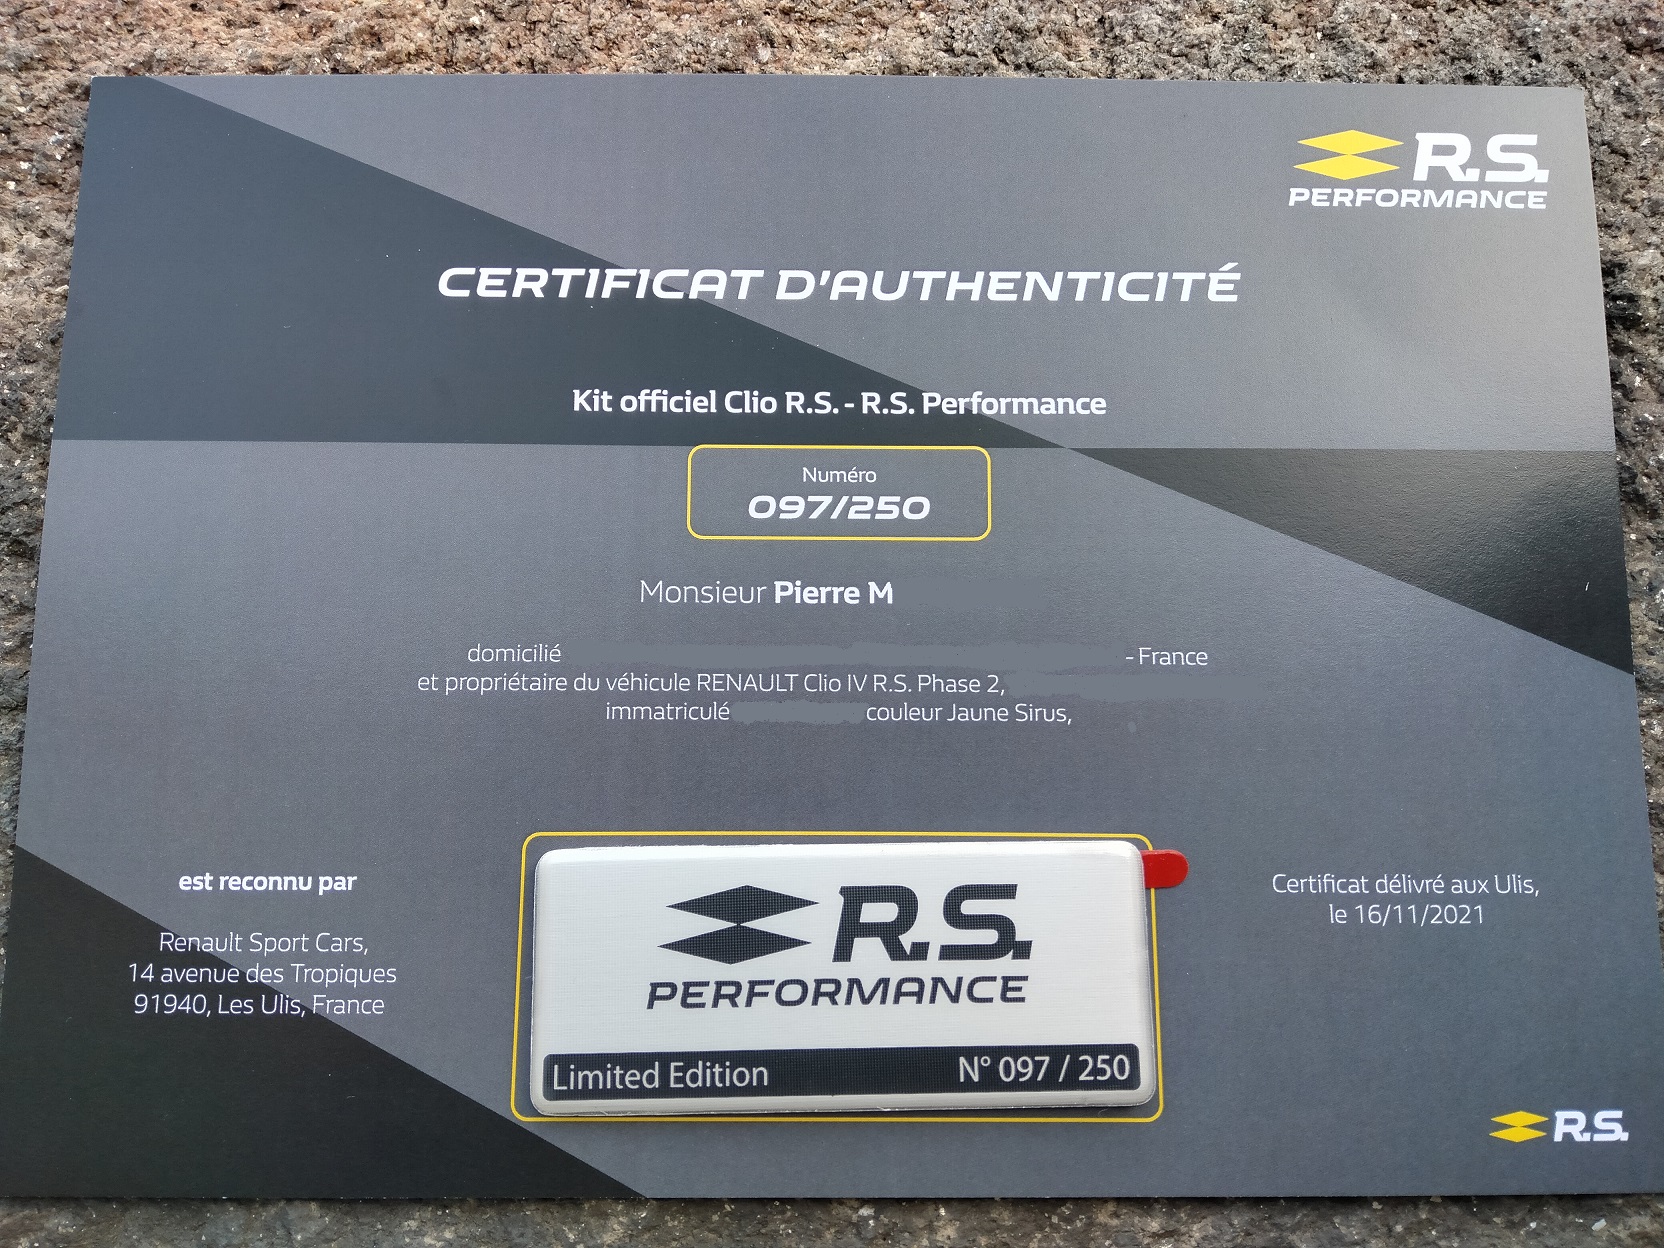 R.S.
PERFORMANCE
CERTIFICAT D'AUTHENTICITÉ
Kit officiel Clio R.S. - R.S. Performance
Numéro
097/250
Monsieur Pierre M
domicilié - France
et propriétaire du véhicule RENAULT Clio IV R.S. Phase 2,
immatriculé couleur Jaune Sirus,
est reconnu par
Renault Sport Cars,
14 avenue des Tropiques
91940, Les Ulis, France
R.S.
PERFORMANCE
Limited Edition N° 097 / 250
Certificat délivré aux Ulis,
le 16/11/2021
R.S.